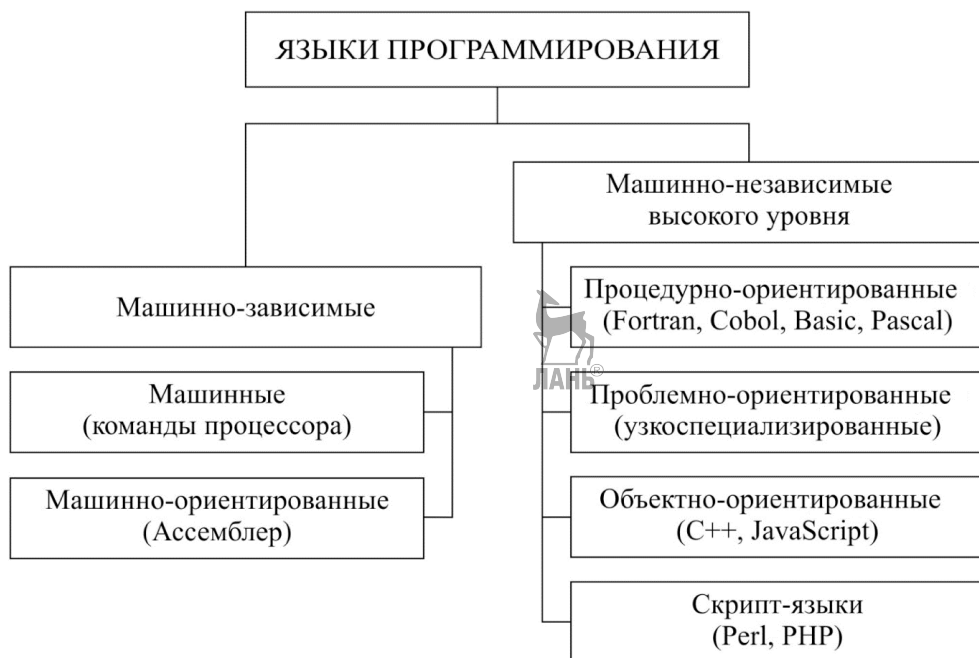 ЯЗЫКИ ПРОГРАММИРОВАНИЯ
Машинно-зависимые
Машинные
(команды процессора)
Машинно-ориентированные
(Ассемблер)
Машинно-независимые
высокого уровня
Процедурно-ориентированные
(Fortran, Cobol, Basic, Pascal)
Проблемно-ориентированные
(узкоспециализированные)
Объектно-ориентированные
(C++, JavaScript)
Скрипт-языки
(Perl, PHP)
ЛАНЬ®